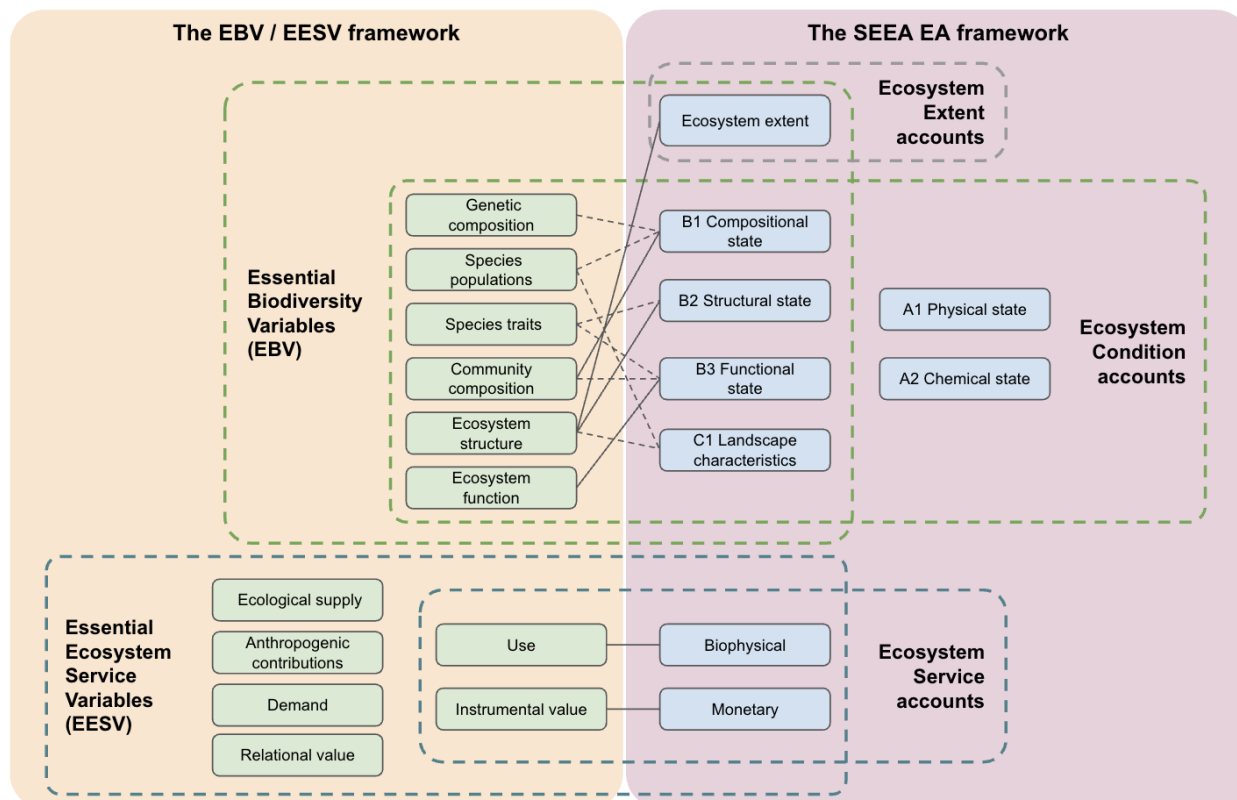 The EBV / EESV framework
The SEEA EA framework
Ecosystem
Extent
accounts
Ecosystem extent
Essential
Biodiversity
Variables
(EBV)
Genetic
composition
Species
populations
Species traits
Community
composition
Ecosystem
structure
Ecosystem
function
B1 Compositional
state
B2 Structural state
B3 Functional
state
C1 Landscape
characteristics
A1 Physical state
A2 Chemical state
Ecosystem
Condition
accounts
Essential
Ecosystem
Service
Variables
(EESV)
Ecological supply
Anthropogenic
contributions
Demand
Relational value
Use
Instrumental value
Biophysical
Monetary
Ecosystem
Service
accounts